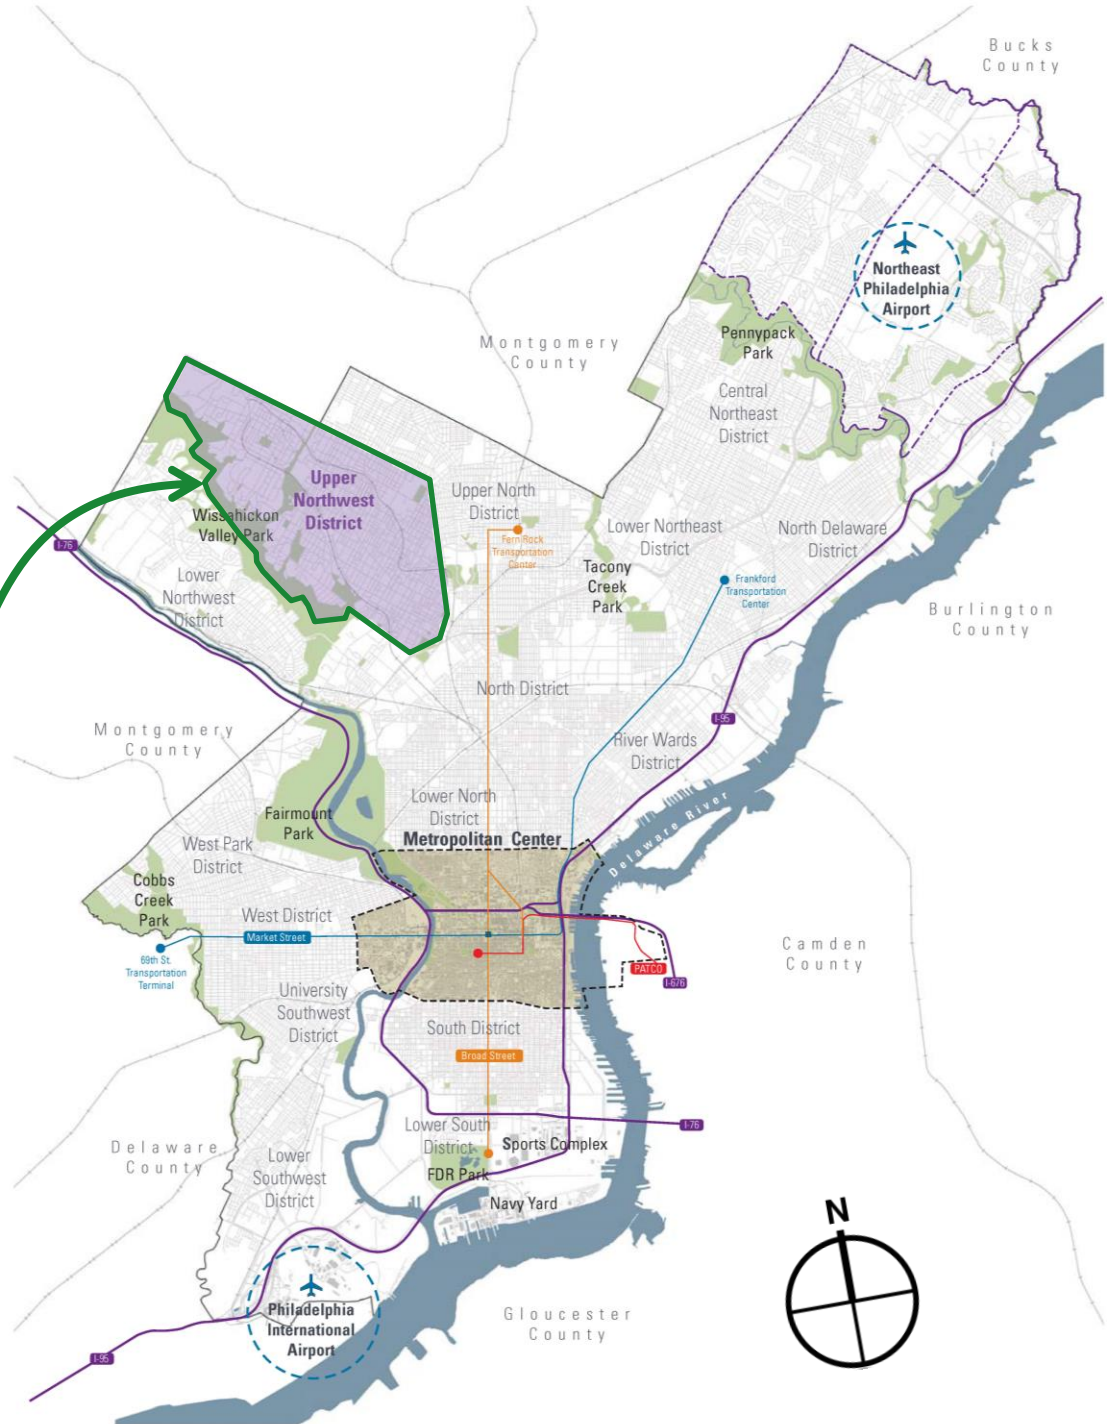 Bucks
County
Northeast
Philadelphia
Airport
Montgomery
County
Pennypack
Park
Central
Northeast
District
Upper
Northwest
District
Upper North
District
Wissahickon
Valley Park
Fern Rock
Transportation
Center
Lower Northeast
District
North Delaware
District
I-76
Lower
Northwest
District
Tacony
Creek
Park
Frankford
Transportation
Center
Burlington
County
North District
Montgomery
County
I-95
River Wards
District
Lower North
District
Fairmount
Park
Metropolitan Center
Delaware River
West Park
District
Cobbs
Creek
Park
West District
Market Street
69th St.
Transportation
Terminal
Camden
County
PATCO
I-676
University
Southwest
District
South District
Broad Street
Lower South
District
I-76
Delaware
County
Lower
Southwest
District
Sports Complex
FDR Park
Navy Yard
N
Philadelphia
International
Airport
Gloucester
County
I-95